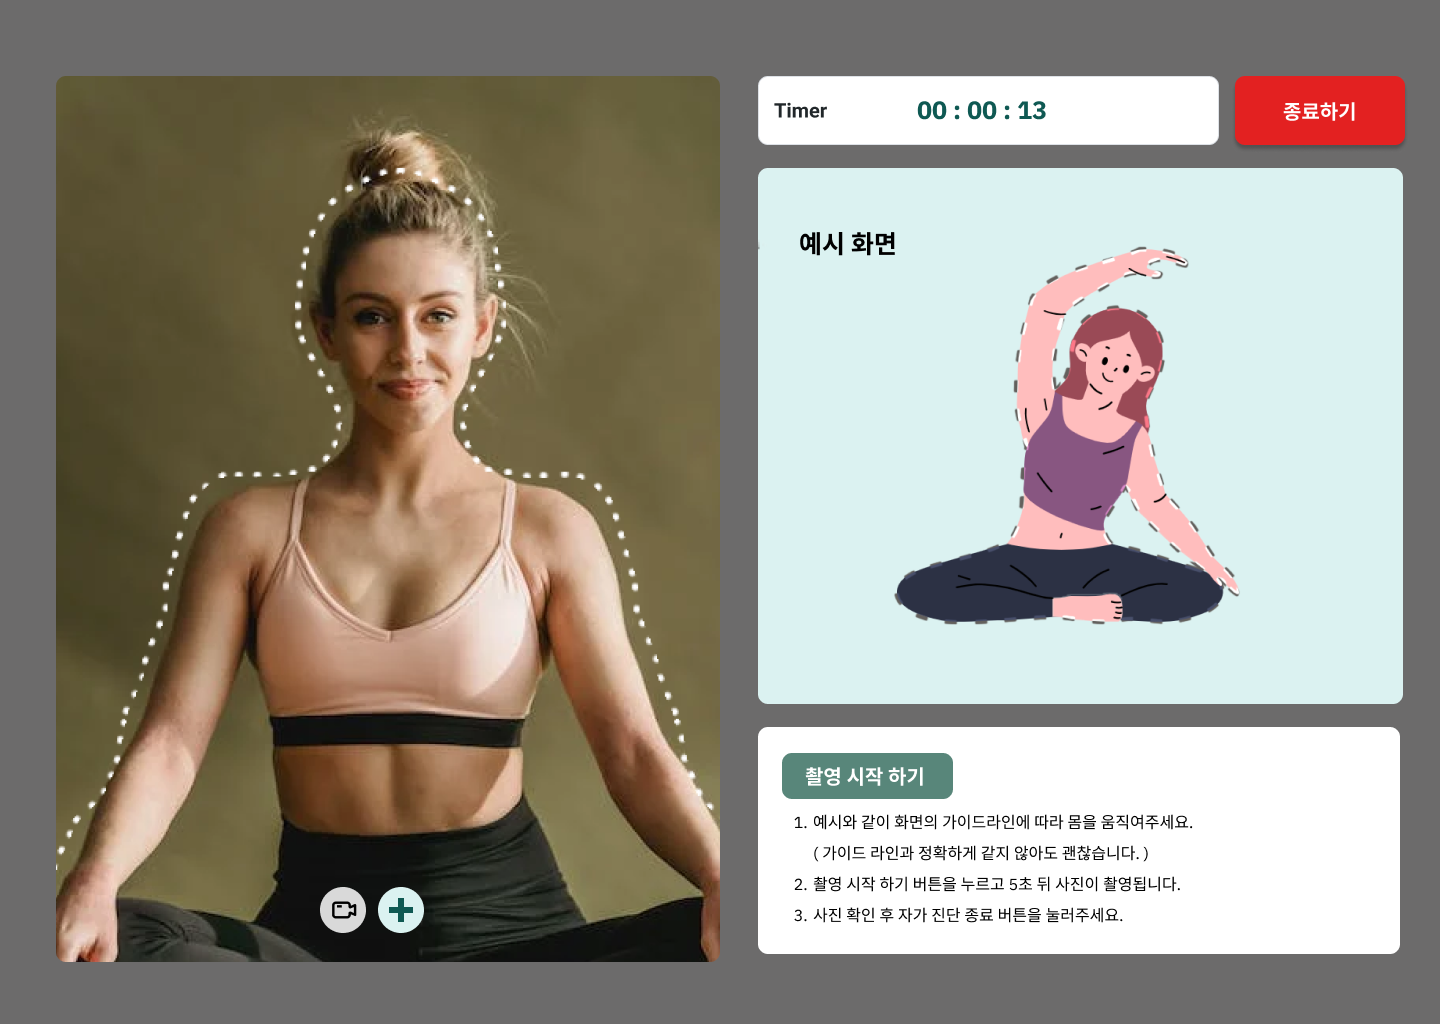 Timer 00 : 00 : 13
종료하기
예시 화면
촬영 시작 하기
1. 예시와 같이 화면의 가이드라인에 따라 몸을 움직여주세요.
( 가이드 라인과 정확하게 같지 않아도 괜찮습니다. )
2. 촬영 시작 하기 버튼을 누르고 5초 뒤 사진이 촬영됩니다.
3. 사진 확인 후 자가 진단 종료 버튼을 눌러주세요.